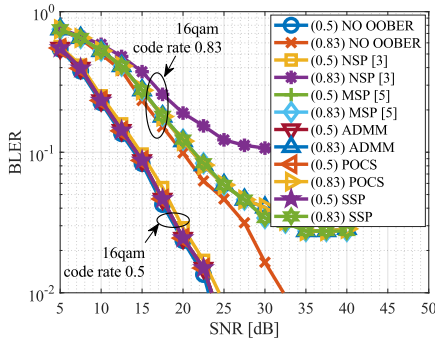 10^0
10^-1
10^-2
BLER
5 10 15 20 25 30 35 40 45 50
SNR [dB]
16qam
code rate 0.83
16qam
code rate 0.5
(0.5) NO OOBER
(0.83) NO OOBER
(0.5) NSP [3]
(0.83) NSP [3]
(0.5) MSP [5]
(0.83) MSP [5]
(0.5) ADMM
(0.83) ADMM
(0.5) POCS
(0.83) POCS
(0.5) SSP
(0.83) SSP